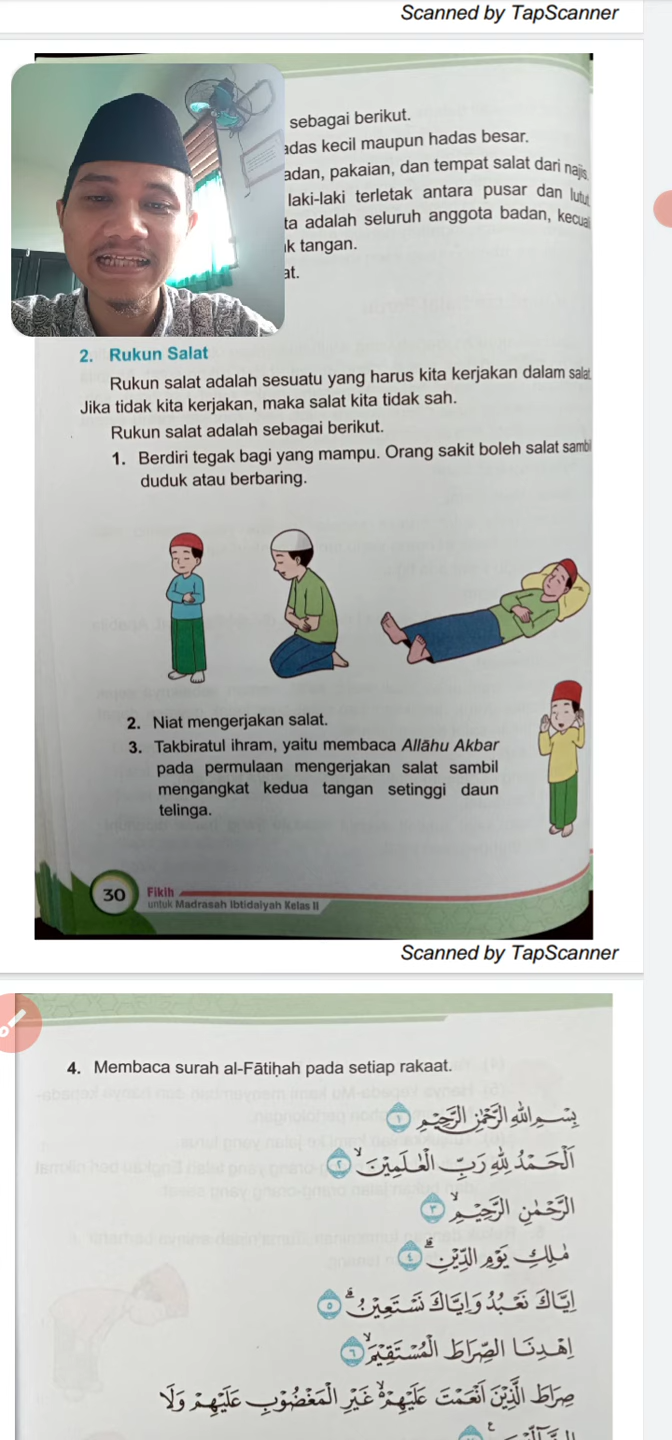 Scanned by TapScanner
sebagai berikut.
adas kecil maupun hadas besar.
adan, pakaian, dan tempat salat dari najis
laki-laki terletak antara pusar dan lutut
ta adalah seluruh anggota badan, kecuali
k tangan.
at.
2. Rukun Salat
Rukun salat adalah sesuatu yang harus kita kerjakan dalam salat.
Jika tidak kita kerjakan, maka salat kita tidak sah.
Rukun salat adalah sebagai berikut.
1. Berdiri tegak bagi yang mampu. Orang sakit boleh salat sambil
duduk atau berbaring.
2. Niat mengerjakan salat.
3. Takbiratul ihram, yaitu membaca Allāhu Akbar
pada permulaan mengerjakan salat sambil
mengangkat kedua tangan setinggi daun
telinga.
30 Fikih
untuk Madrasah Ibtidaiyah Kelas II
Scanned by TapScanner
4. Membaca surah al-Fātiḥah pada setiap rakaat.
بِسْمِ اللّٰهِ الرَّحْمٰنِ الرَّحِيْمِ ١
اَلْحَمْدُ لِلّٰهِ رَبِّ الْعٰلَمِيْنَۙ ٢
الرَّحْمٰنِ الرَّحِيْمِۙ ٣
مٰلِكِ يَوْمِ الدِّيْنِۗ ٤
اِيَّاكَ نَعْبُدُ وَاِيَّاكَ نَسْتَعِيْنُۗ ٥
اِهْدِنَا الصِّرَاطَ الْمُسْتَقِيْمَۙ ٦
صِرَاطَ الَّذِيْنَ اَنْعَمْتَ عَلَيْهِمْ ەۙ غَيْرِ الْمَغْضُوْبِ عَلَيْهِمْ وَلَا